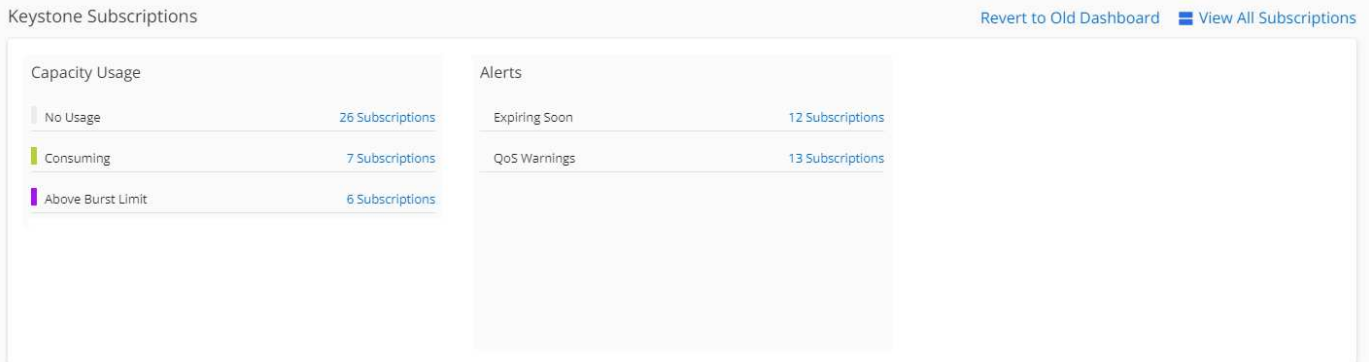 Keystone Subscriptions
Revert to Old Dashboard
View All Subscriptions
Capacity Usage
No Usage 26 Subscriptions
Consuming 7 Subscriptions
Above Burst Limit 6 Subscriptions
Alerts
Expiring Soon 12 Subscriptions
QoS Warnings 13 Subscriptions